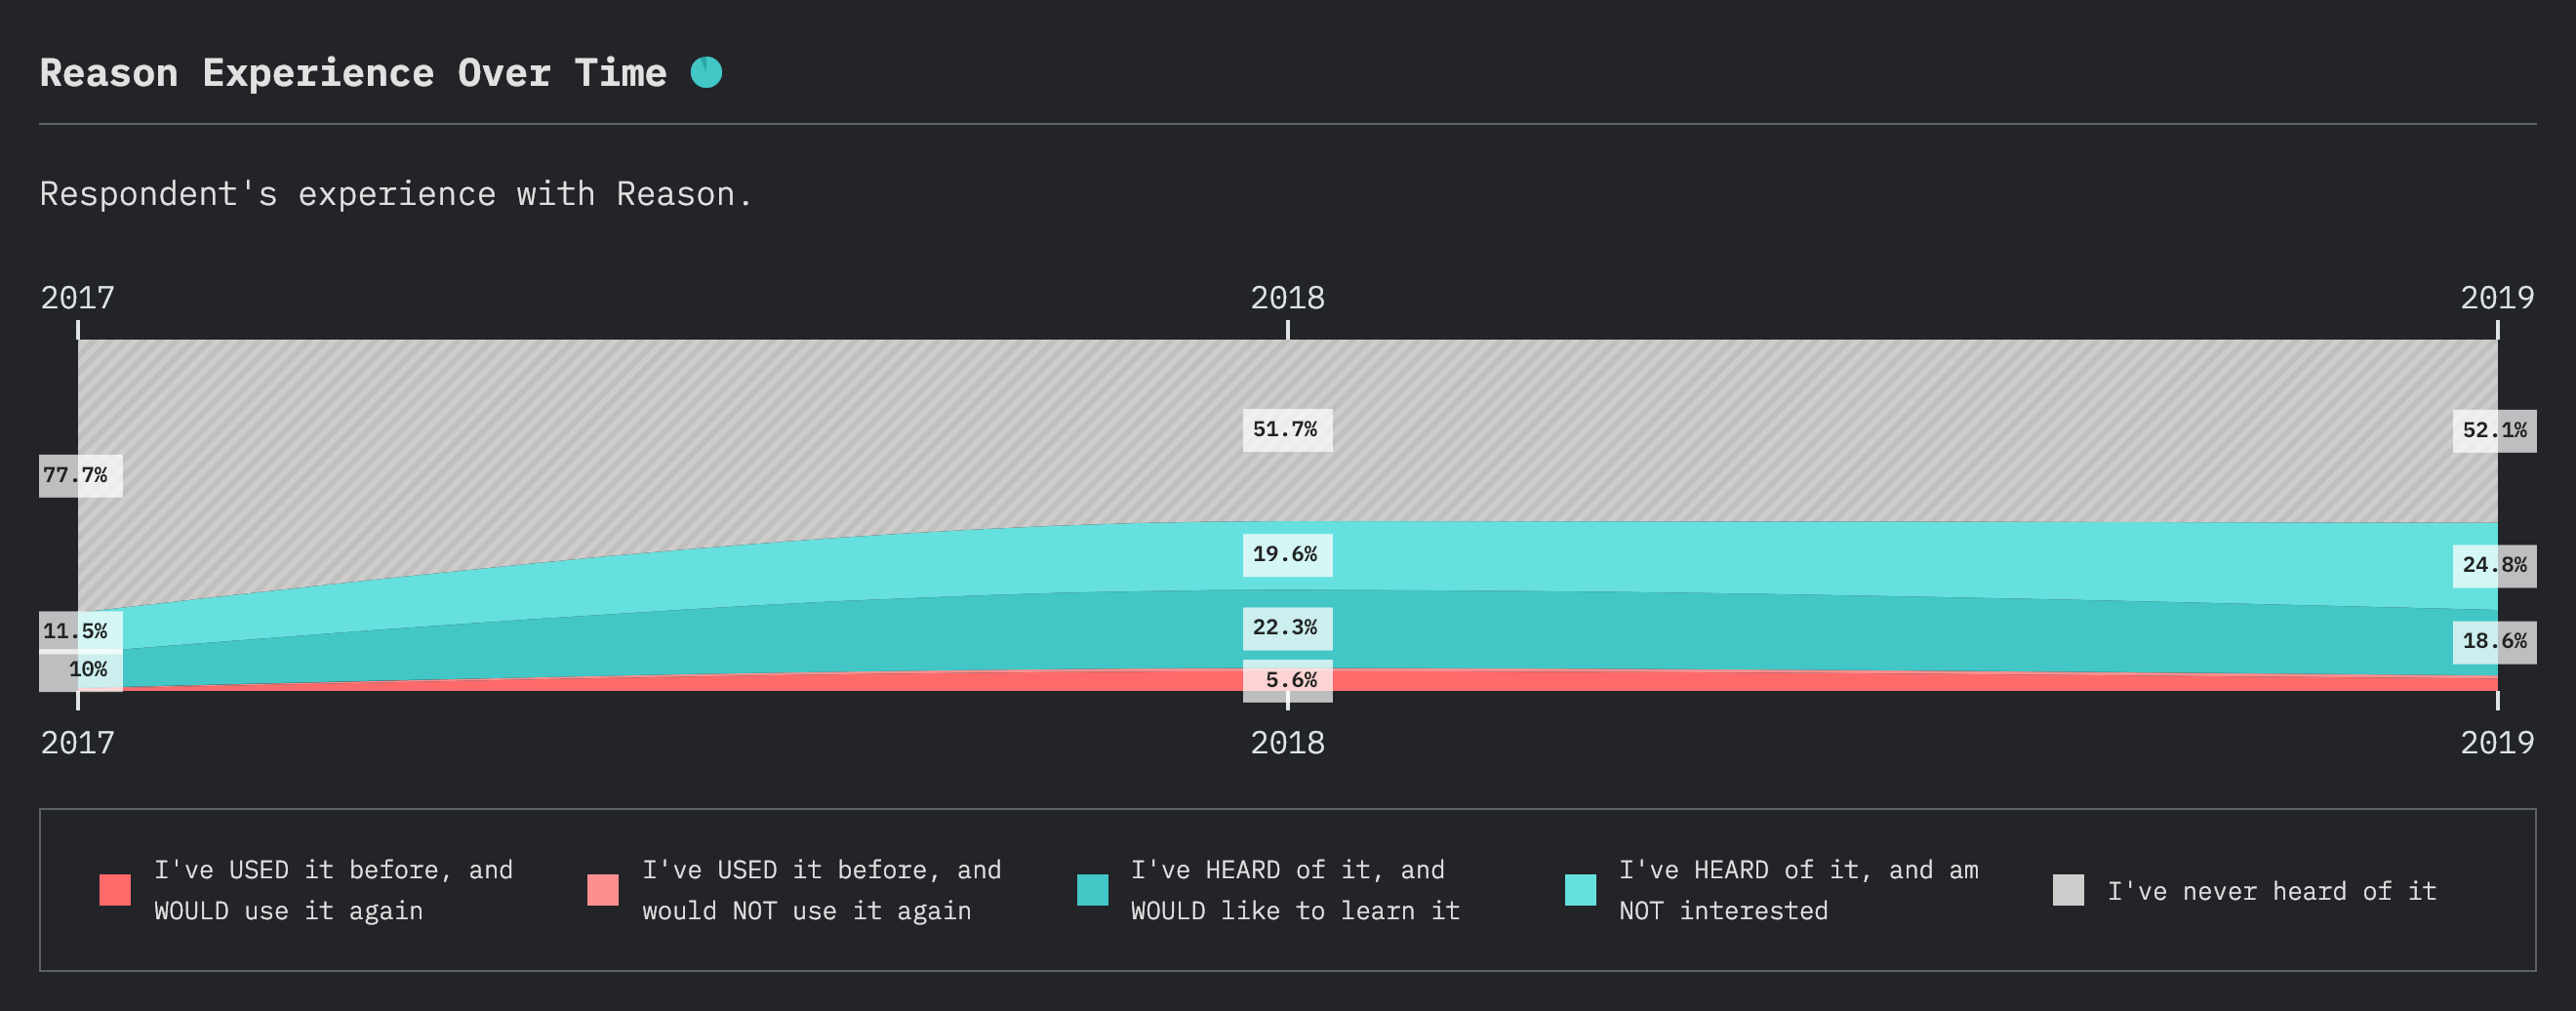 Reason Experience Over Time
Respondent's experience with Reason.
2017 2018 2019
77.7% 51.7% 52.1%
11.5% 19.6% 24.8%
10% 22.3% 18.6%
5.6%
2017 2018 2019
I've USED it before, and
WOULD use it again
I've USED it before, and
would NOT use it again
I've HEARD of it, and
WOULD like to learn it
I've HEARD of it, and am
NOT interested
I've never heard of it